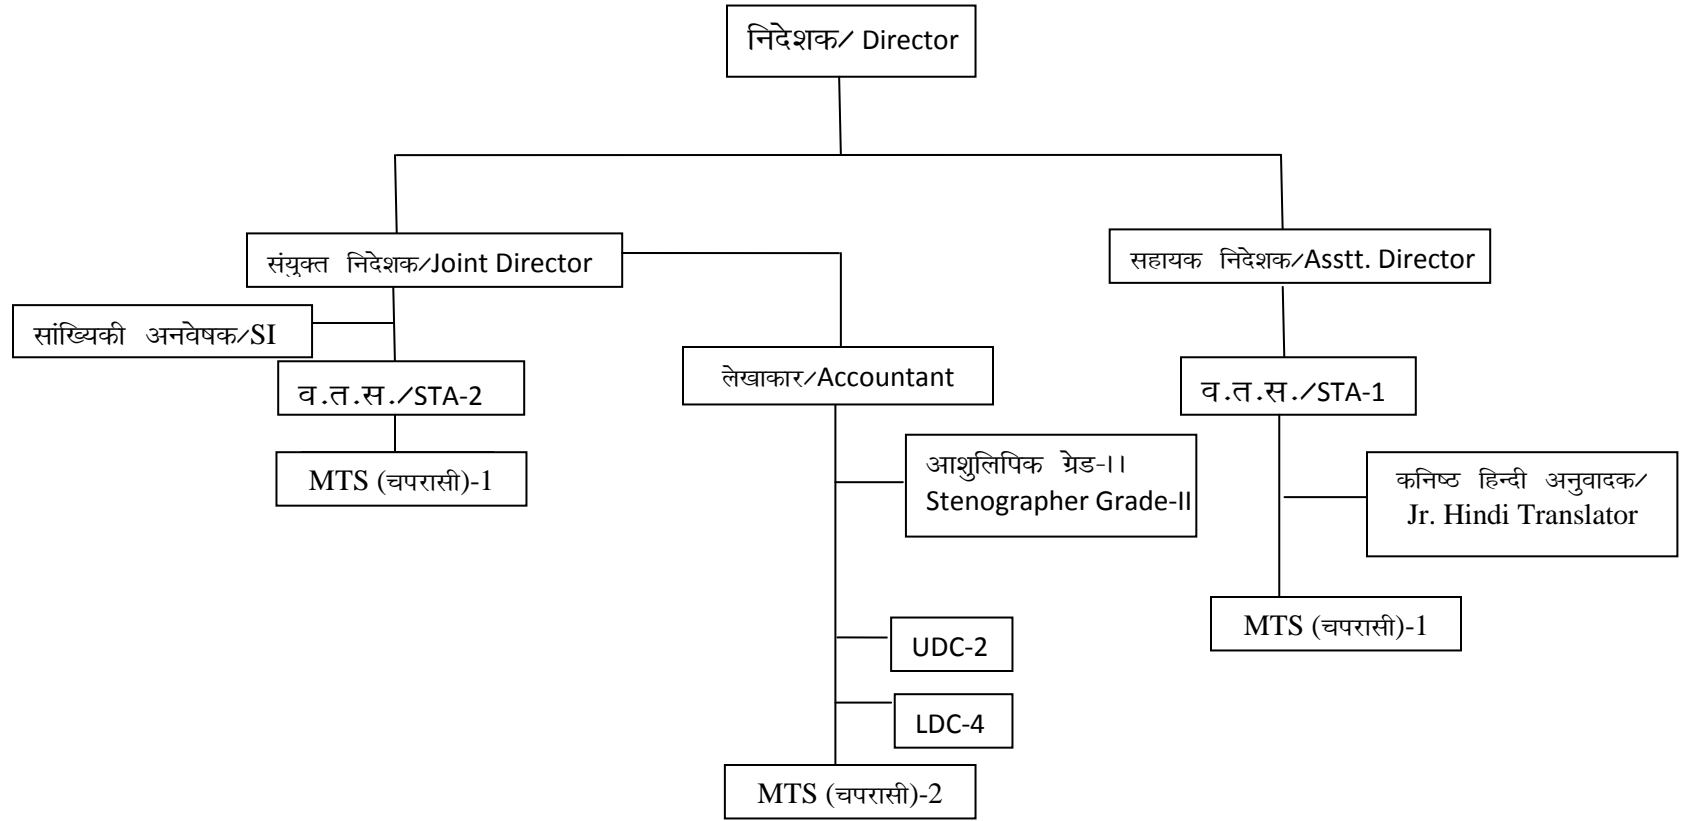 निदेशक/ Director
संयुक्त निदेशक/Joint Director
सहायक निदेशक/Asstt. Director
सांख्यिकी अनवेषक/SI
लेखाकार/Accountant
व.त.स./STA-2
व.त.स./STA-1
MTS (चपरासी)-1
आशुलिपिक ग्रेड-।।
Stenographer Grade-II
कनिष्ठ हिन्दी अनुवादक/
Jr. Hindi Translator
MTS (चपरासी)-1
UDC-2
LDC-4
MTS (चपरासी)-2